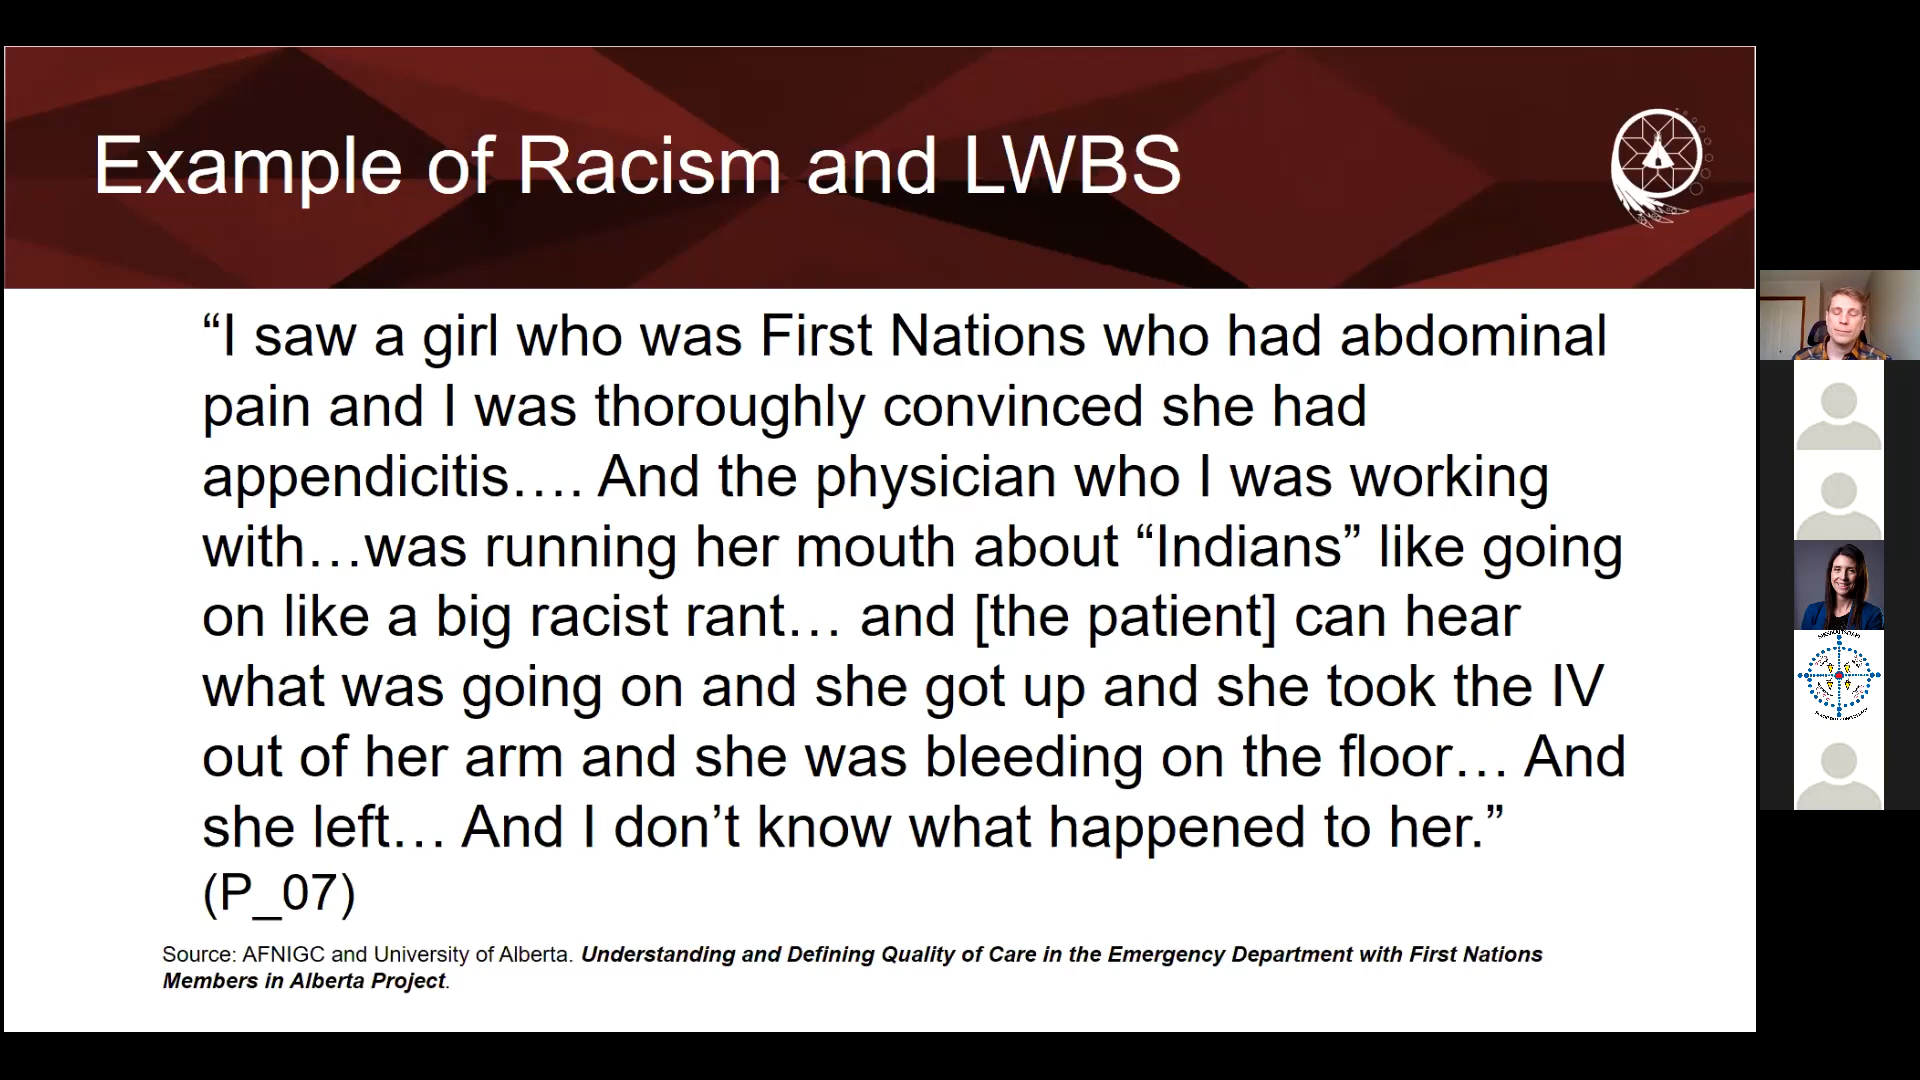 Example of Racism and LWBS
“I saw a girl who was First Nations who had abdominal
pain and I was thoroughly convinced she had
appendicitis…. And the physician who I was working
with…was running her mouth about “Indians” like going
on like a big racist rant… and [the patient] can hear
what was going on and she got up and she took the IV
out of her arm and she was bleeding on the floor… And
she left… And I don’t know what happened to her.”
(P_07)
Source: AFNIGC and University of Alberta. Understanding and Defining Quality of Care in the Emergency Department with First Nations
Members in Alberta Project.